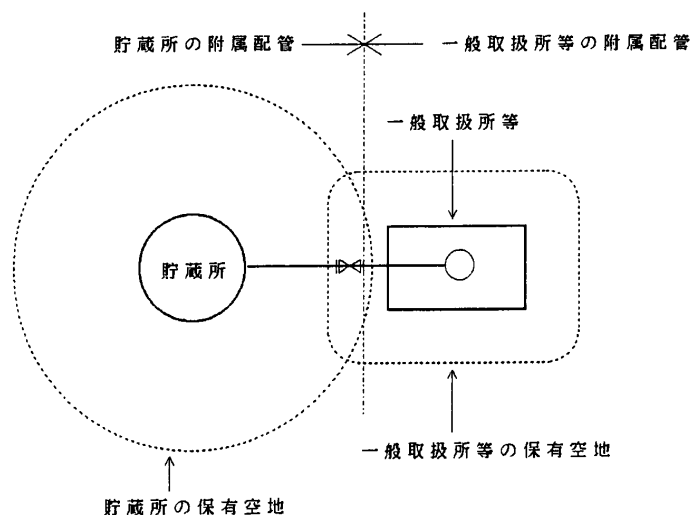 貯蔵所の附属配管
一般取扱所等の附属配管
一般取扱所等
貯蔵所
一般取扱所等の保有空地
貯蔵所の保有空地